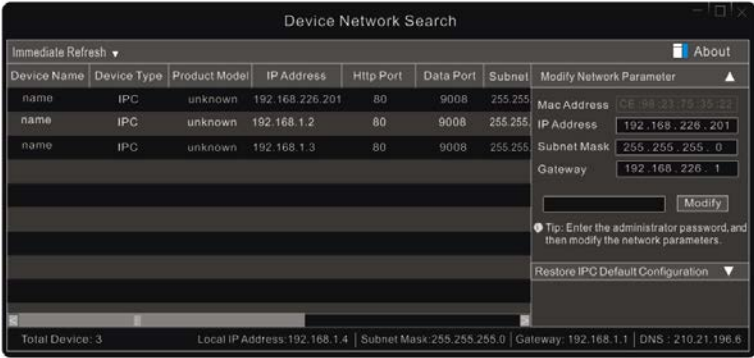 Device Network Search
Immediate Refresh ▼
About
Device Name Device Type Product Model IP Address Http Port Data Port Subnet
name IPC unknown 192.168.226.201 80 9008 255.255.
name IPC unknown 192.168.1.2 80 9008 255.255.
name IPC unknown 192.168.1.3 80 9008 255.255.
Modify Network Parameter ▲
Mac Address CE:98:23:75:35:22
IP Address 192.168.226.201
Subnet Mask 255.255.255.0
Gateway 192.168.226.1
Modify
Tip: Enter the administrator password, and
then modify the network parameters.
Restore IPC Default Configuration ▼
Total Device: 3 Local IP Address:192.168.1.4 Subnet Mask:255.255.255.0 Gateway: 192.168.1.1 DNS : 210.21.196.6